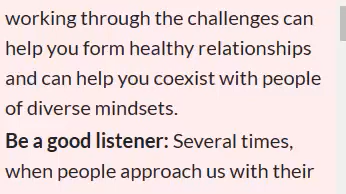 working through the challenges can
help you form healthy relationships
and can help you coexist with people
of diverse mindsets.
Be a good listener: Several times,
when people approach us with their